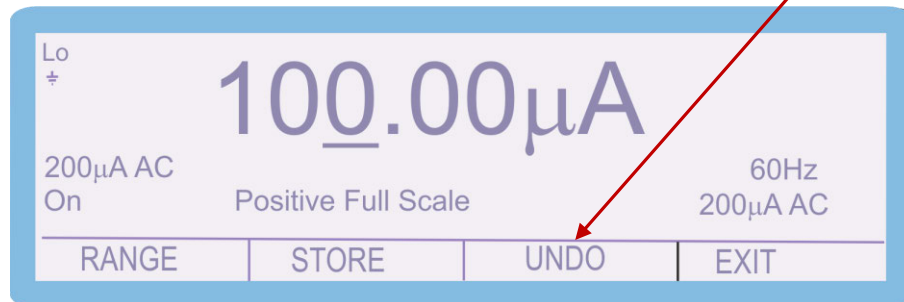 Lo
100.00μA
200μA AC
60Hz
On
Positive Full Scale
200μA AC
RANGE
STORE
UNDO
EXIT